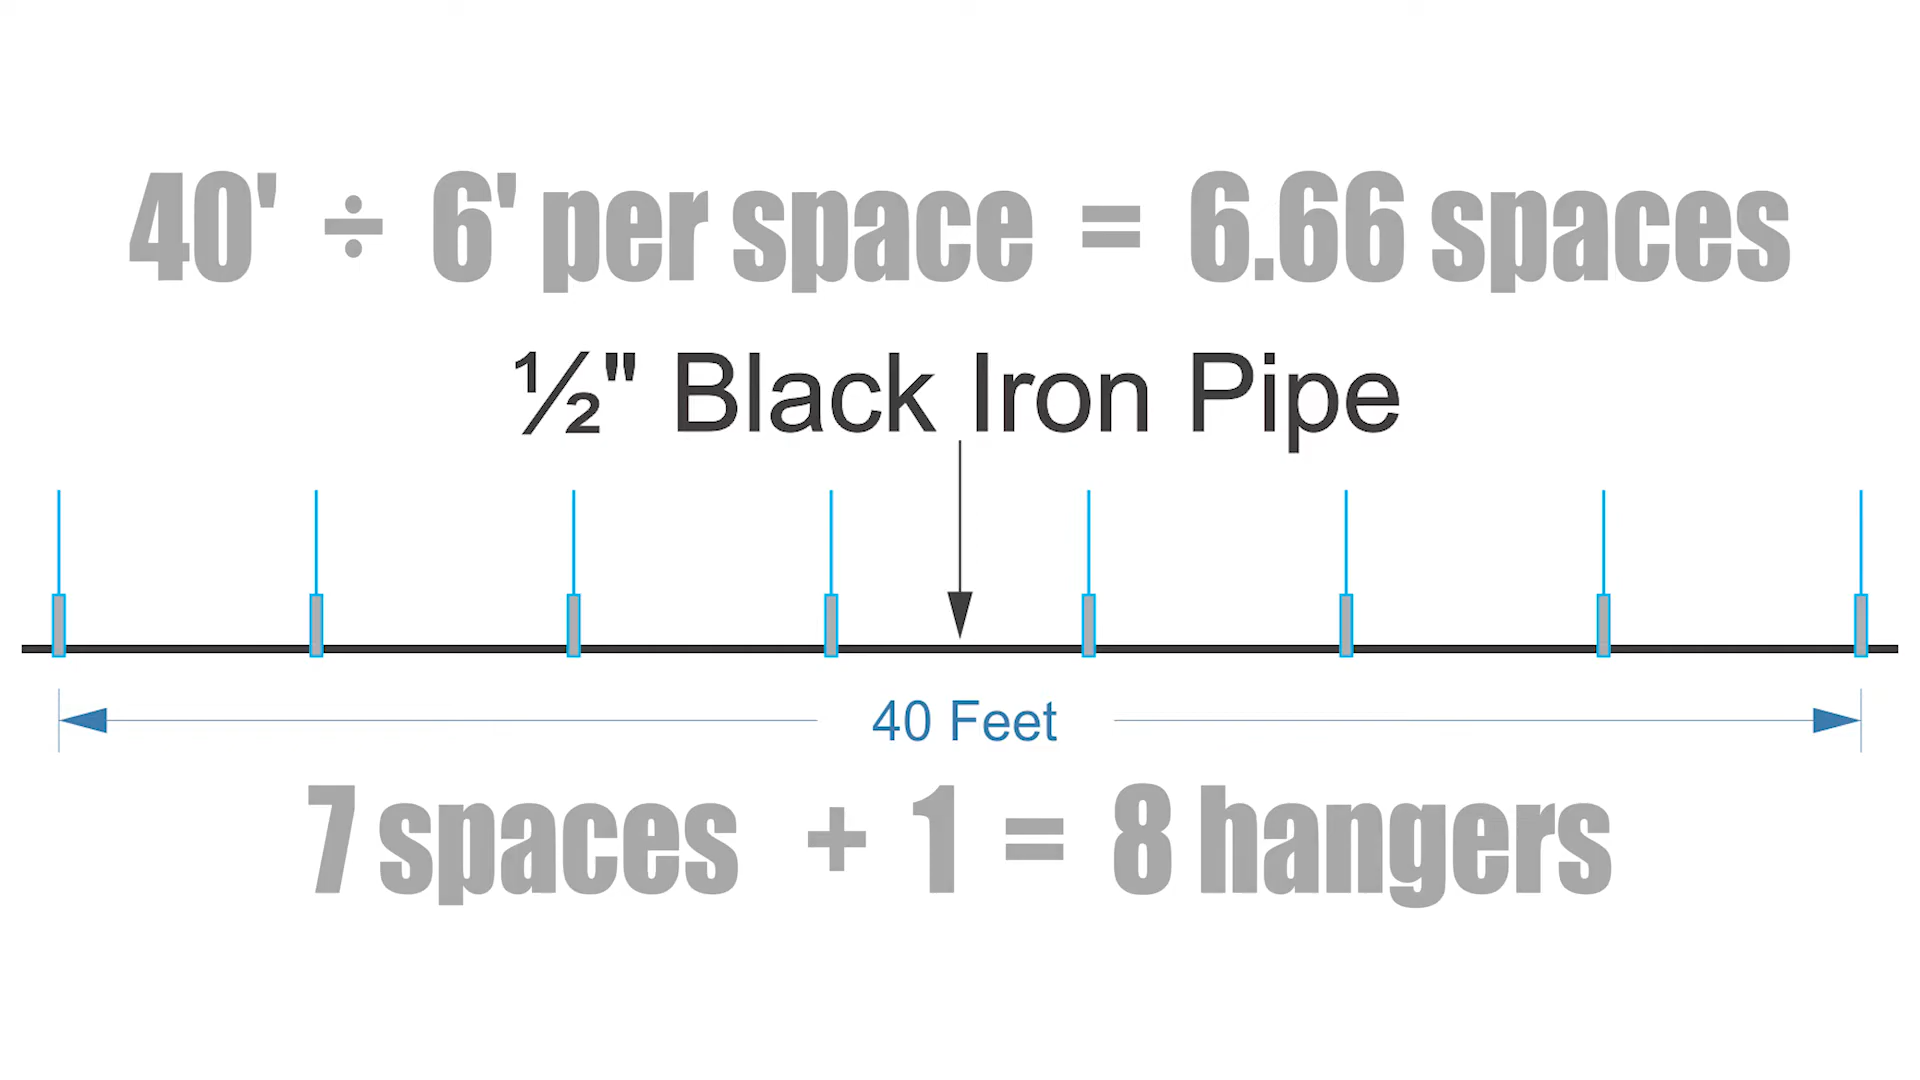 40' ÷ 6' per space = 6.66 spaces
½" Black Iron Pipe
40 Feet
7 spaces + 1 = 8 hangers